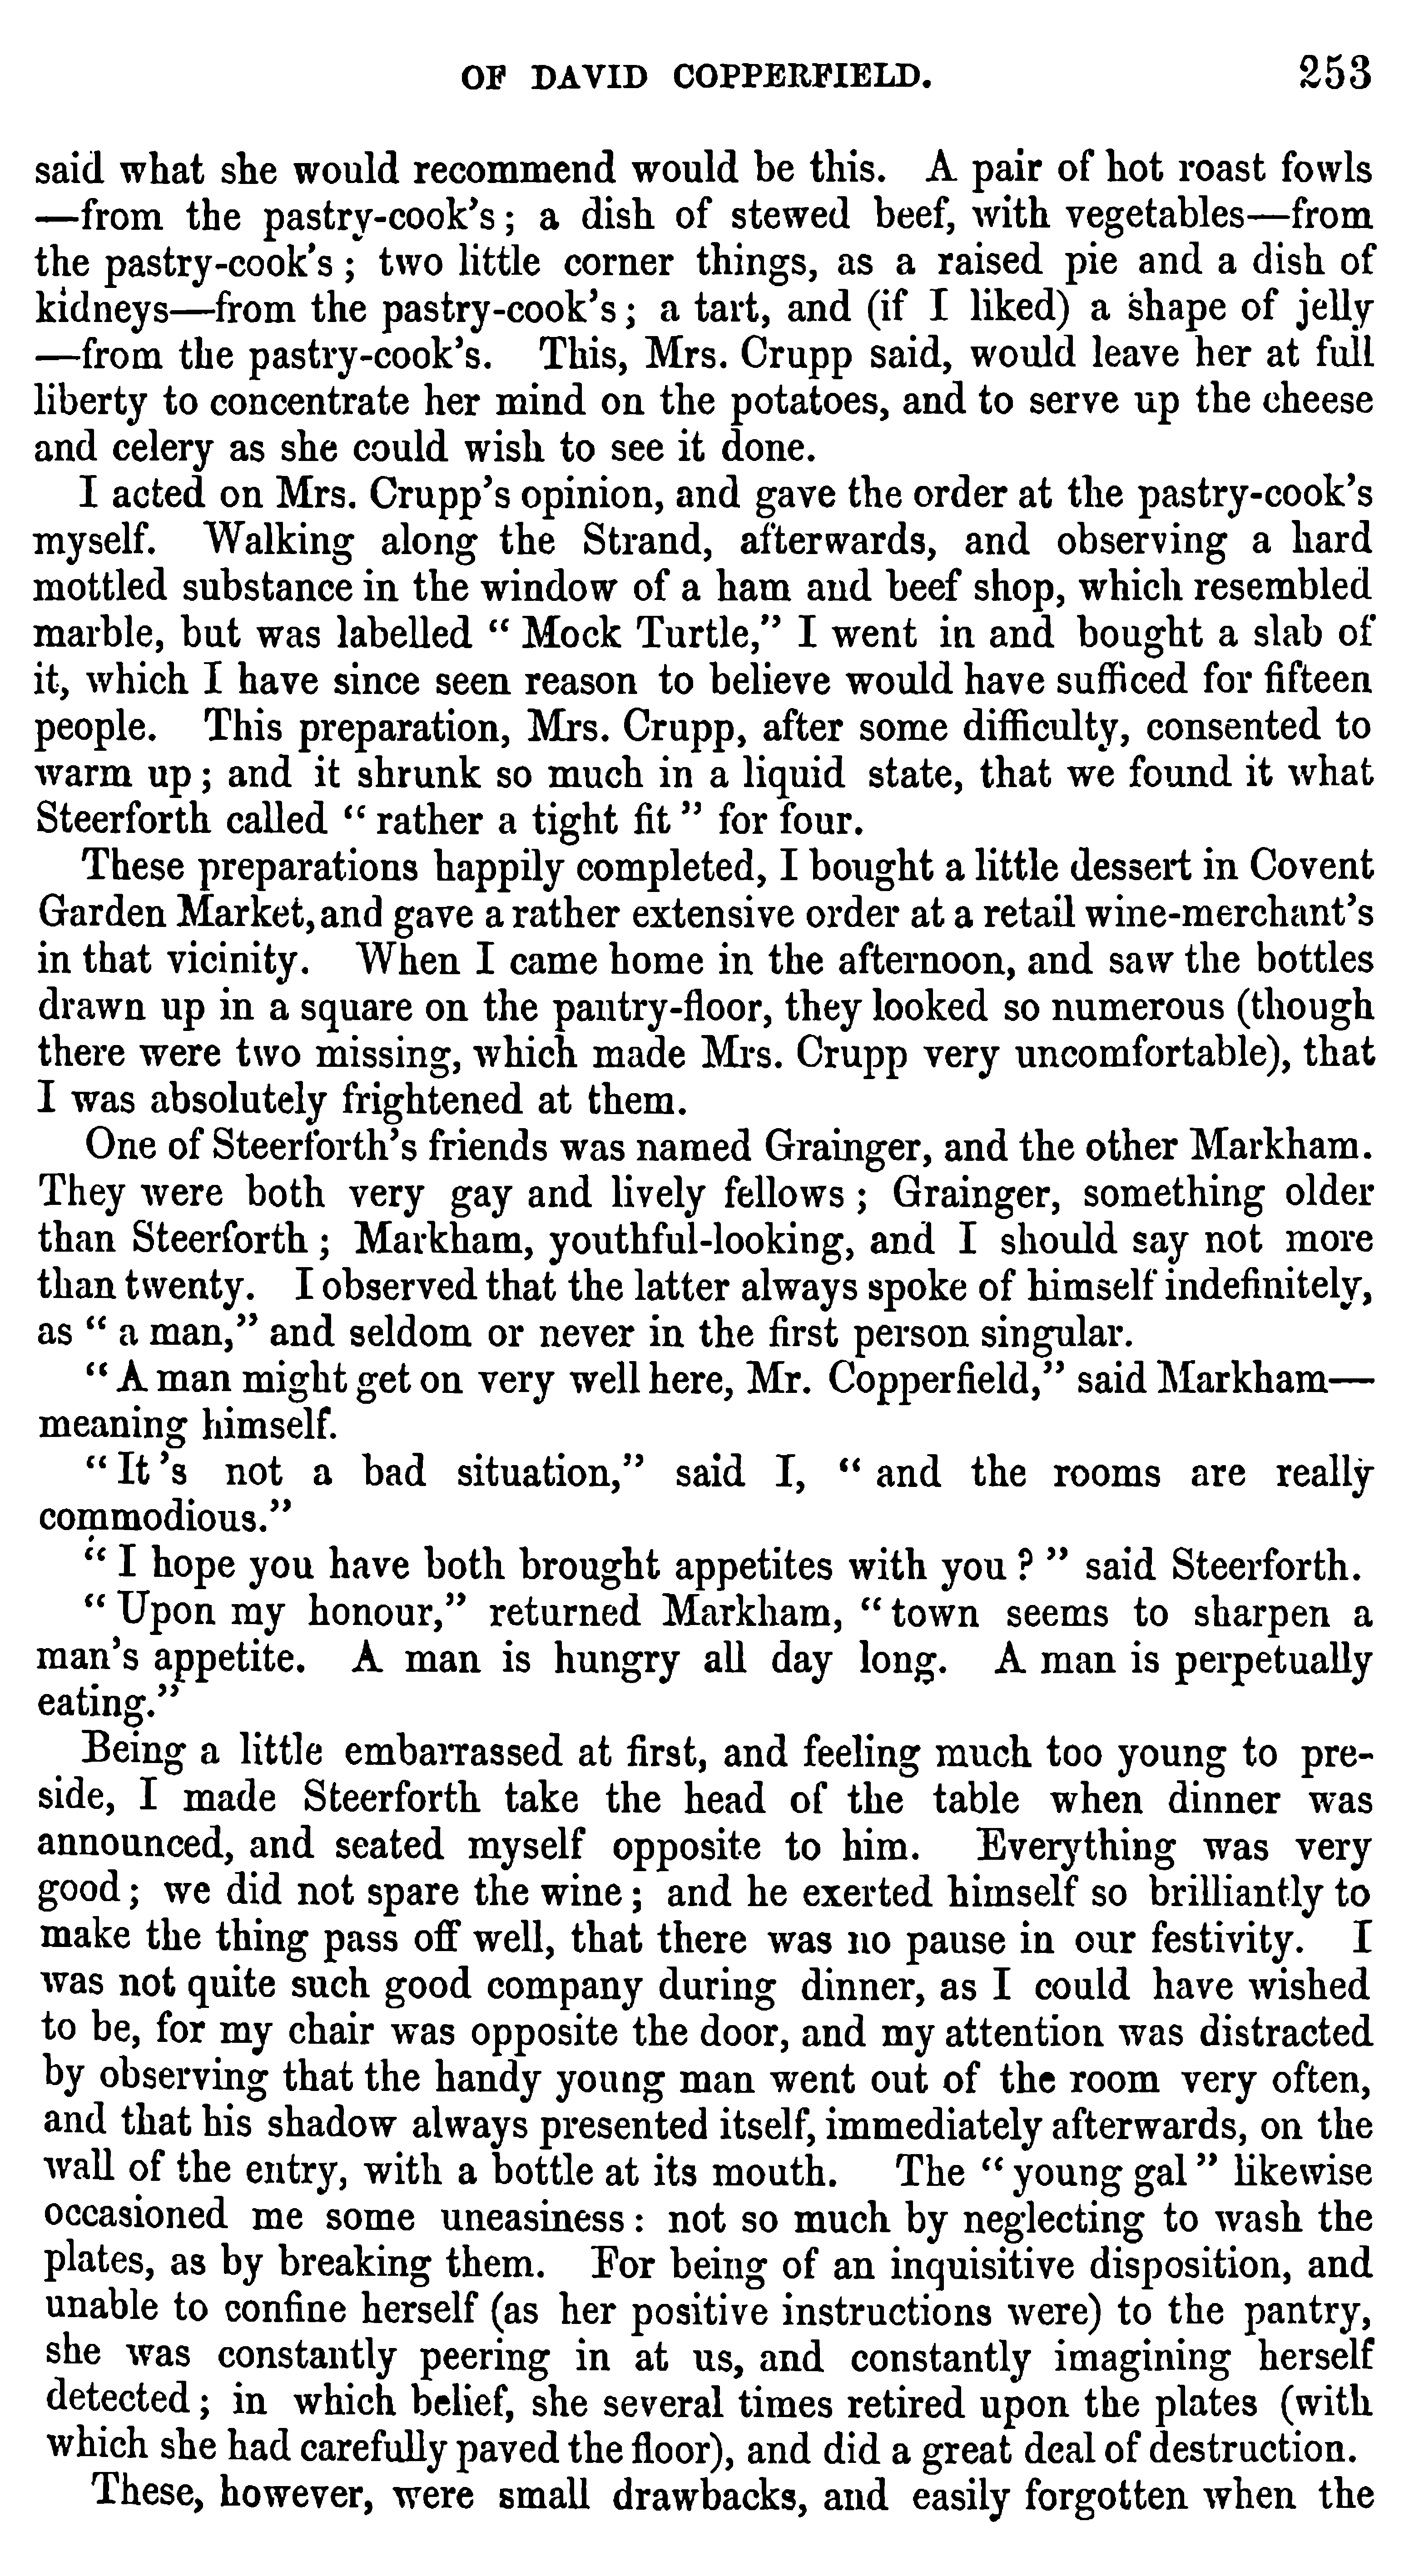 OF DAVID COPPERFIELD. 253
said what she would recommend would be this. A pair of hot roast fowls
—from the pastry-cook's; a dish of stewed beef, with vegetables—from
the pastry-cook's; two little corner things, as a raised pie and a dish of
kidneys—from the pastry-cook's; a tart, and (if I liked) a shape of jelly
—from the pastry-cook's. This, Mrs. Crupp said, would leave her at full
liberty to concentrate her mind on the potatoes, and to serve up the cheese
and celery as she could wish to see it done.
I acted on Mrs. Crupp's opinion, and gave the order at the pastry-cook's
myself. Walking along the Strand, afterwards, and observing a hard
mottled substance in the window of a ham and beef shop, which resembled
marble, but was labelled "Mock Turtle," I went in and bought a slab of
it, which I have since seen reason to believe would have sufficed for fifteen
people. This preparation, Mrs. Crupp, after some difficulty, consented to
warm up; and it shrunk so much in a liquid state, that we found it what
Steerforth called "rather a tight fit" for four.
These preparations happily completed, I bought a little dessert in Covent
Garden Market, and gave a rather extensive order at a retail wine-merchant's
in that vicinity. When I came home in the afternoon, and saw the bottles
drawn up in a square on the pantry-floor, they looked so numerous (though
there were two missing, which made Mrs. Crupp very uncomfortable), that
I was absolutely frightened at them.
One of Steerforth's friends was named Grainger, and the other Markham.
They were both very gay and lively fellows; Grainger, something older
than Steerforth; Markham, youthful-looking, and I should say not more
than twenty. I observed that the latter always spoke of himself indefinitely,
as "a man," and seldom or never in the first person singular.
"A man might get on very well here, Mr. Copperfield," said Markham—
meaning himself.
"It's not a bad situation," said I, "and the rooms are really
commodious."
"I hope you have both brought appetites with you?" said Steerforth.
"Upon my honour," returned Markham, "town seems to sharpen a
man's appetite. A man is hungry all day long. A man is perpetually
eating."
Being a little embarrassed at first, and feeling much too young to pre-
side, I made Steerforth take the head of the table when dinner was
announced, and seated myself opposite to him. Everything was very
good; we did not spare the wine; and he exerted himself so brilliantly to
make the thing pass off well, that there was no pause in our festivity. I
was not quite such good company during dinner, as I could have wished
to be, for my chair was opposite the door, and my attention was distracted
by observing that the handy young man went out of the room very often,
and that his shadow always presented itself, immediately afterwards, on the
wall of the entry, with a bottle at its mouth. The "young gal" likewise
occasioned me some uneasiness: not so much by neglecting to wash the
plates, as by breaking them. For being of an inquisitive disposition, and
unable to confine herself (as her positive instructions were) to the pantry,
she was constantly peering in at us, and constantly imagining herself
detected; in which belief, she several times retired upon the plates (with
which she had carefully paved the floor), and did a great deal of destruction.
These, however, were small drawbacks, and easily forgotten when the